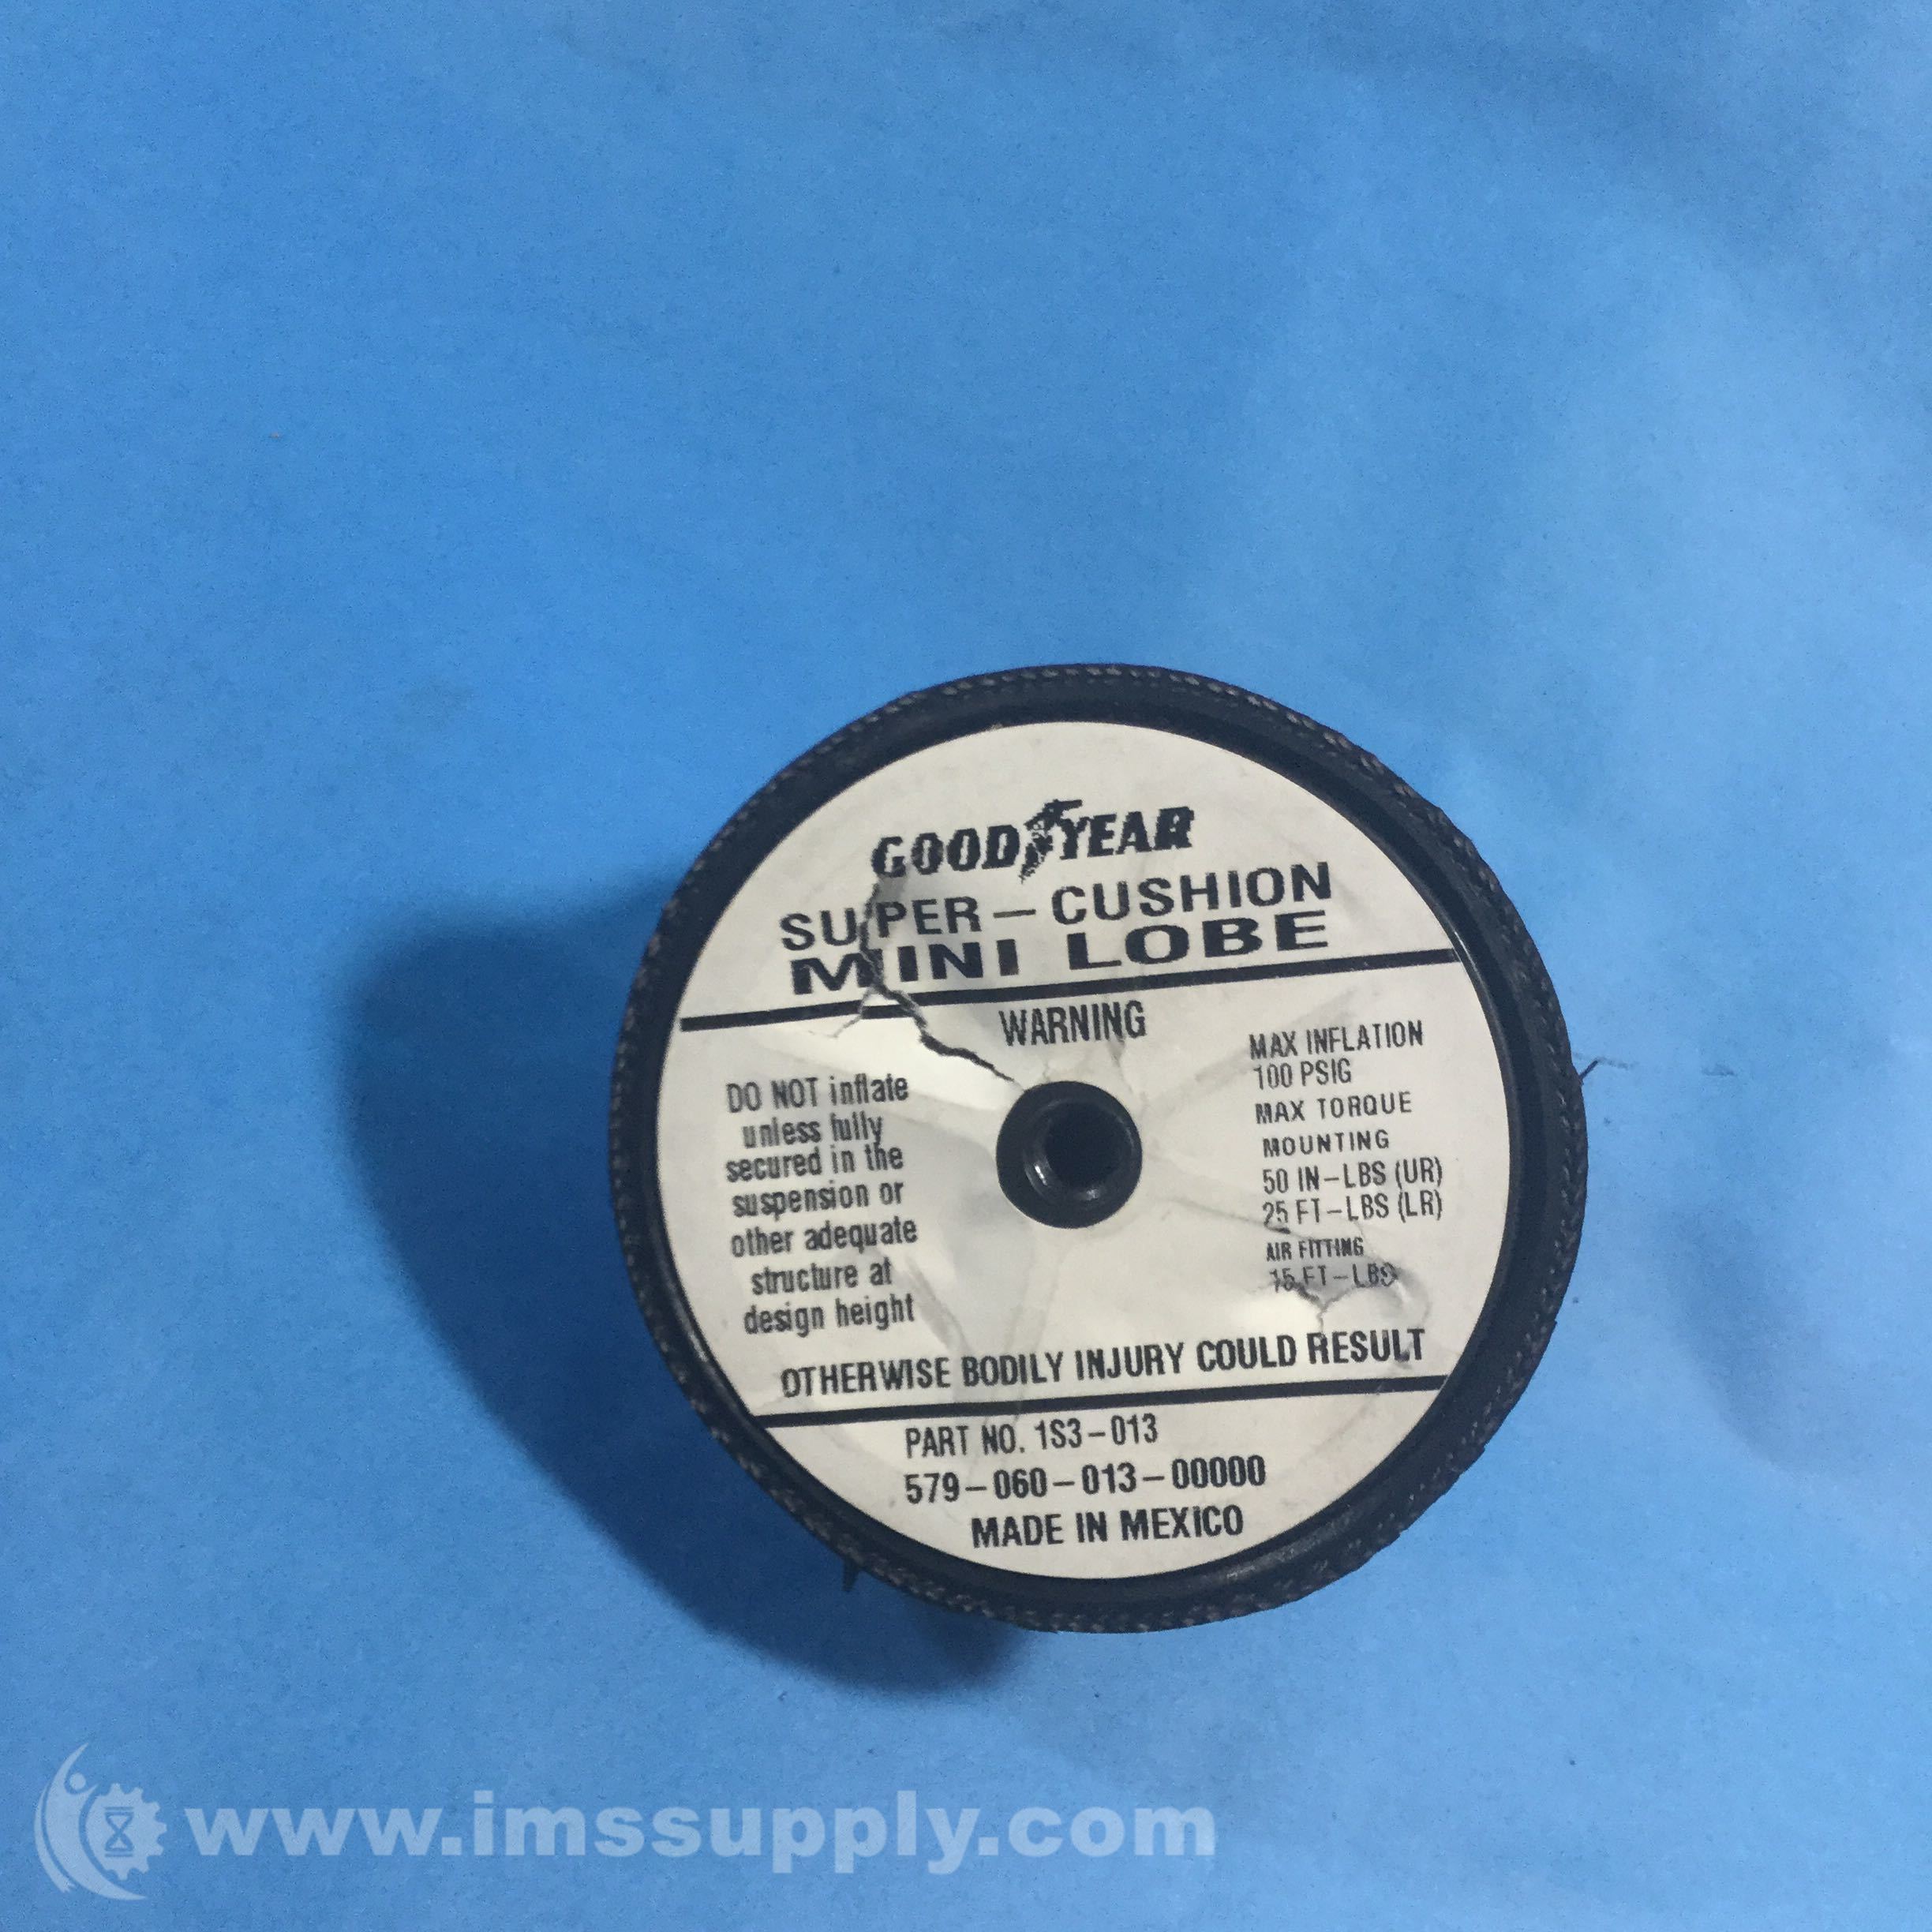 GOODYEAR
SUPER-CUSHION
MINI LOBE
WARNING
DO NOT inflate
unless fully
secured in the
suspension or
other adequate
structure at
design height
MAX INFLATION
100 PSIG
MAX TORQUE
MOUNTING
50 IN-LBS (UR)
25 FT-LBS (LR)
AIR FITTING
15 FT-LBS
OTHERWISE BODILY INJURY COULD RESULT
PART NO. 1S3-013
579-060-013-00000
MADE IN MEXICO
www.imssupply.com